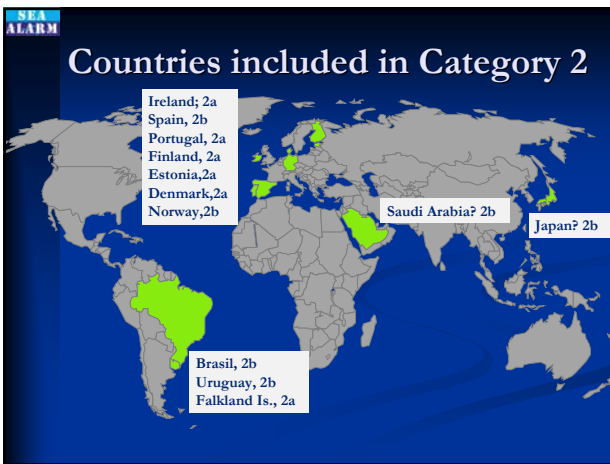 SEA
ALARM
Countries included in Category 2
Ireland; 2a
Spain, 2b
Portugal, 2a
Finland, 2a
Estonia,2a
Denmark,2a
Norway,2b
Saudi Arabia? 2b
Japan? 2b
Brasil, 2b
Uruguay, 2b
Falkland Is., 2a